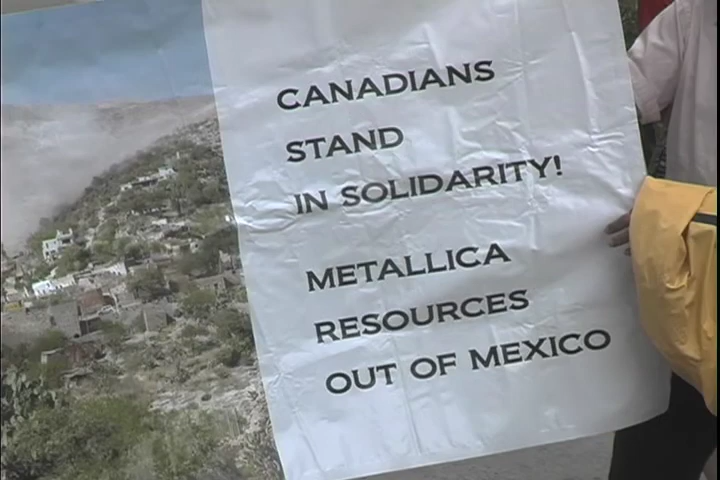 CANADIANS
STAND
IN SOLIDARITY!
METALLICA
RESOURCES
OUT OF MEXICO